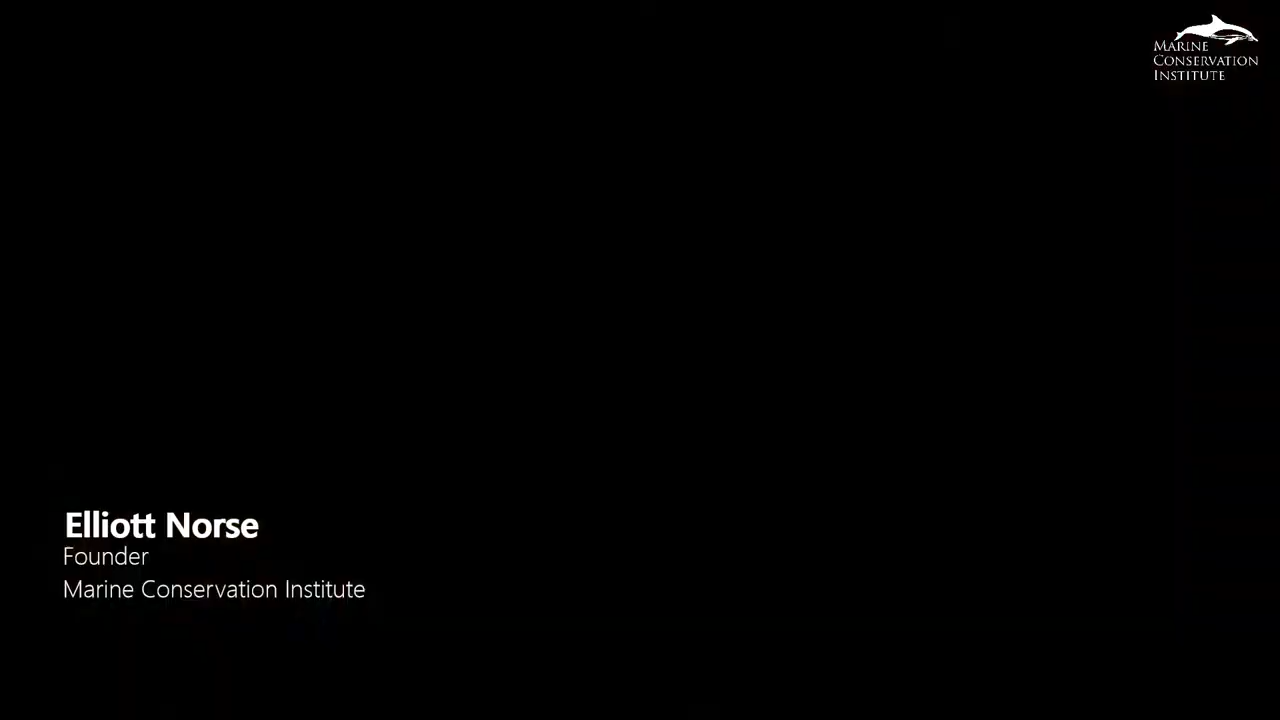 MARINE
CONSERVATION
INSTITUTE
Elliott Norse
Founder
Marine Conservation Institute